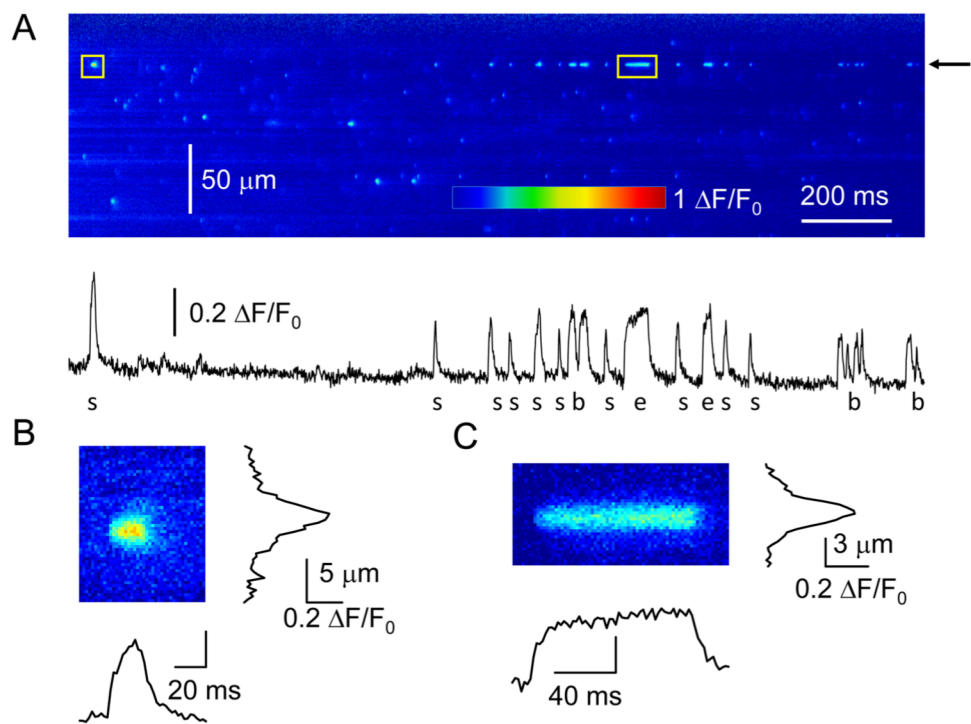 A
50 μm
1 ΔF/F0
200 ms
0.2 ΔF/F0
s s s s s s b s e s e s s b b
B
5 μm
0.2 ΔF/F0
20 ms
C
3 μm
0.2 ΔF/F0
40 ms